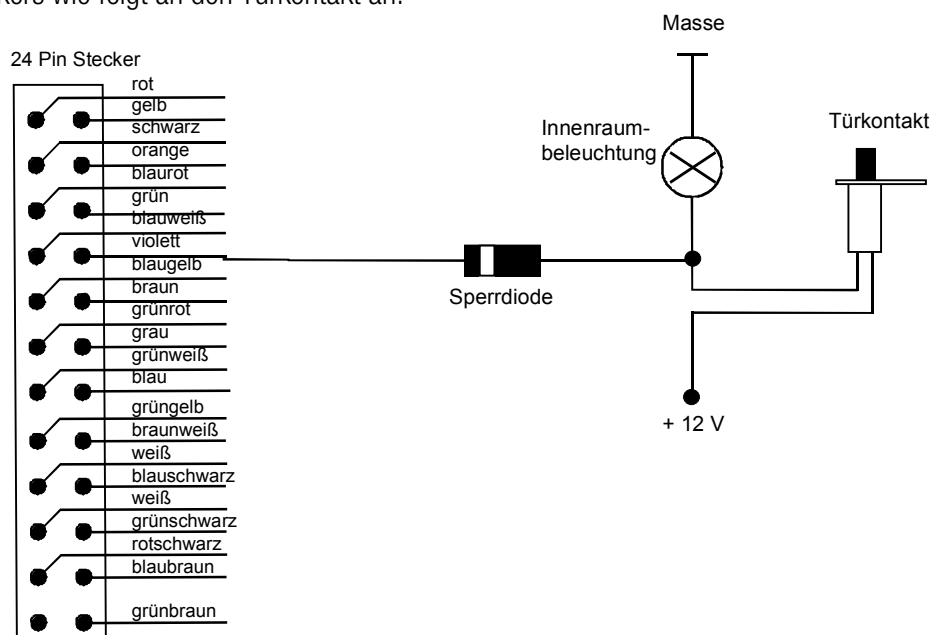 kers wie folgt an den Türkontakt an:
Masse
24 Pin Stecker
rot
gelb
schwarz
orange
blaurot
grün
blauweiß
violett
blaugelb
braun
grünrot
grau
grünweiß
blau
grüngelb
braunweiß
weiß
blauschwarz
weiß
grünschwarz
rotschwarz
blaubraun
grünbraun
Innenraum-
beleuchtung
Türkontakt
Sperrdiode
+ 12 V